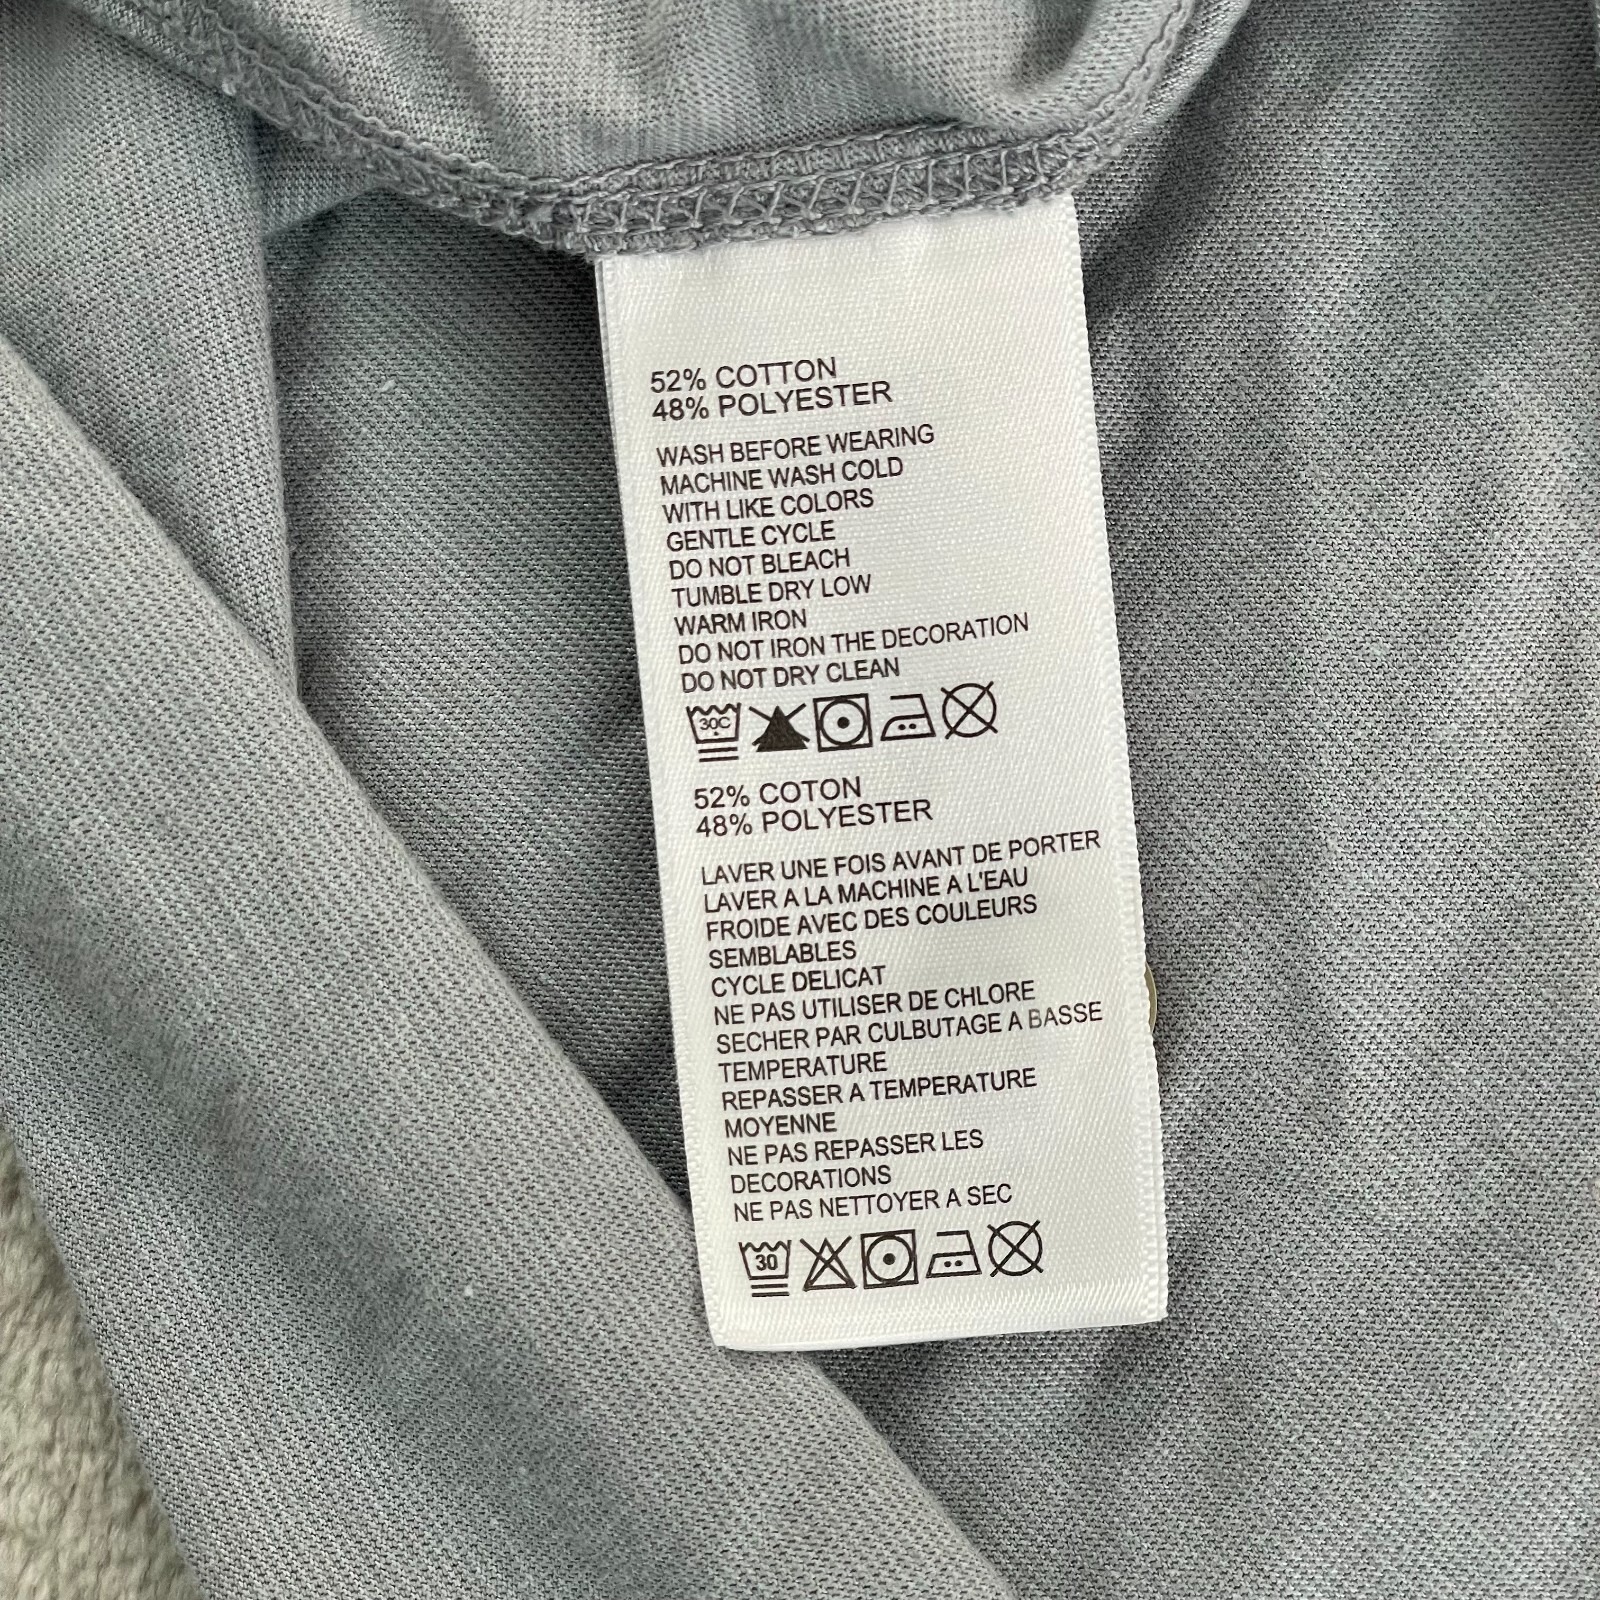 52% COTTON
48% POLYESTER
WASH BEFORE WEARING
MACHINE WASH COLD
WITH LIKE COLORS
GENTLE CYCLE
DO NOT BLEACH
TUMBLE DRY LOW
WARM IRON
DO NOT IRON THE DECORATION
DO NOT DRY CLEAN
30C
52% COTON
48% POLYESTER
LAVER UNE FOIS AVANT DE PORTER
LAVER A LA MACHINE A L'EAU
FROIDE AVEC DES COULEURS
SEMBLABLES
CYCLE DELICAT
NE PAS UTILISER DE CHLORE
SECHER PAR CULBUTAGE A BASSE
TEMPERATURE
REPASSER A TEMPERATURE
MOYENNE
NE PAS REPASSER LES
DECORATIONS
NE PAS NETTOYER A SEC
30